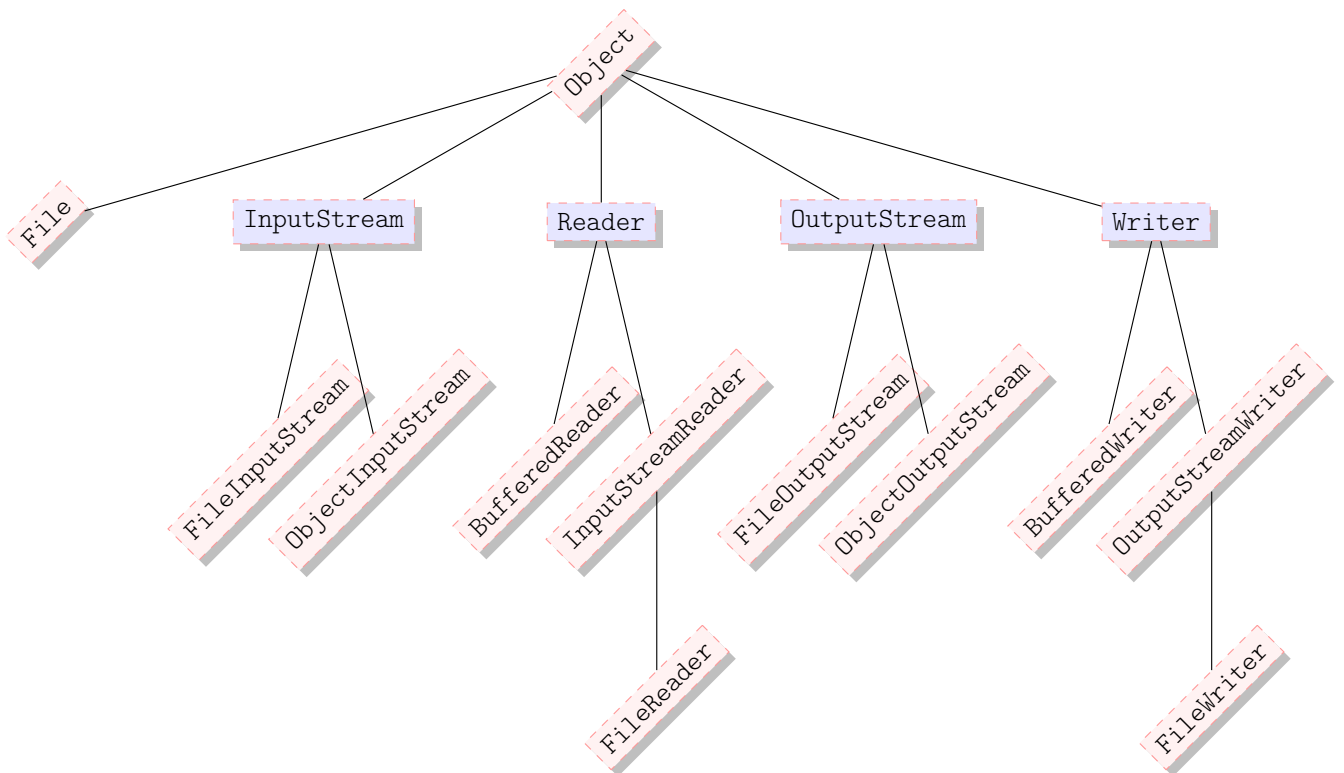 Object
File
InputStream
Reader
OutputStream
Writer
FileInputStream
ObjectInputStream
BufferedReader
InputStreamReader
FileOutputStream
ObjectOutputStream
BufferedWriter
OutputStreamWriter
FileReader
FileWriter